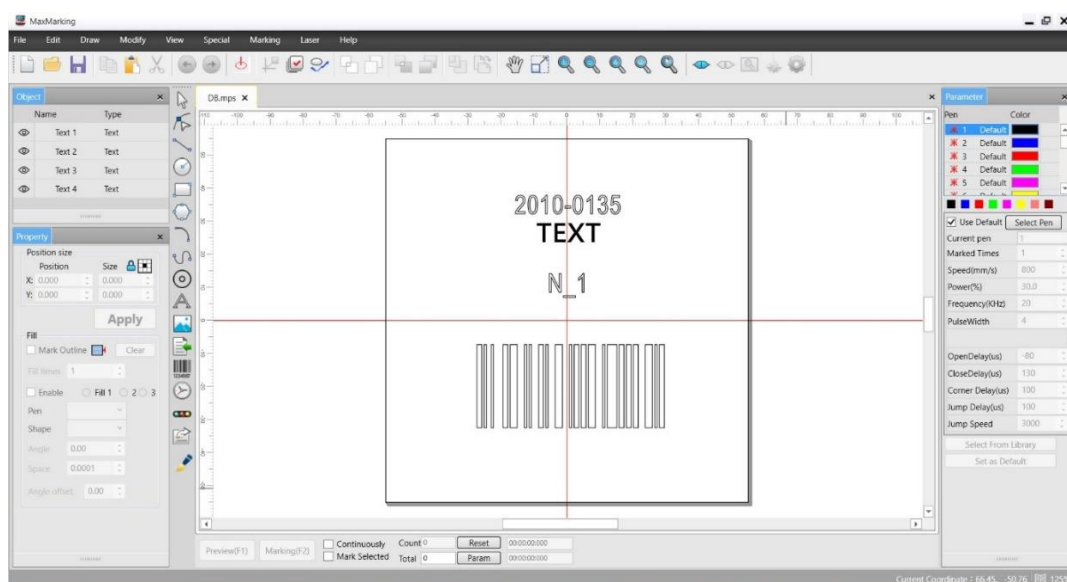 MaxMarking
File Edit Draw Modify View Special Marking Laser Help
Object
Name Type
Text 1 Text
Text 2 Text
Text 3 Text
Text 4 Text
Property
Position size
Position Size
X: 0.000 0.000
Y: 0.000 0.000
Apply
Fill
Mark Outline Clear
Fill times 1
Enable Fill 1 2 3
Pen
Shape
Angle 0.00
Space 0.0001
Angle offset 0.00
DB.mps
2010-0135
TEXT
N_1
Preview(F1) Marking(F2) Continuously Count 0 Reset 00:00:00:000
Mark Selected Total 0 Param 00:00:00:000
Parameter
Pen Color
1 Default
2 Default
3 Default
4 Default
5 Default
Use Default Select Pen
Current pen 1
Marked Times 1
Speed(mm/s) 800
Power(%) 30.0
Frequency(KHz) 20
PulseWidth 4
OpenDelay(us) -80
CloseDelay(us) 130
Corner Delay(us) 100
Jump Delay(us) 100
Jump Speed 3000
Select From Library
Set as Default
Current Coordinate : 66.45, -50.76